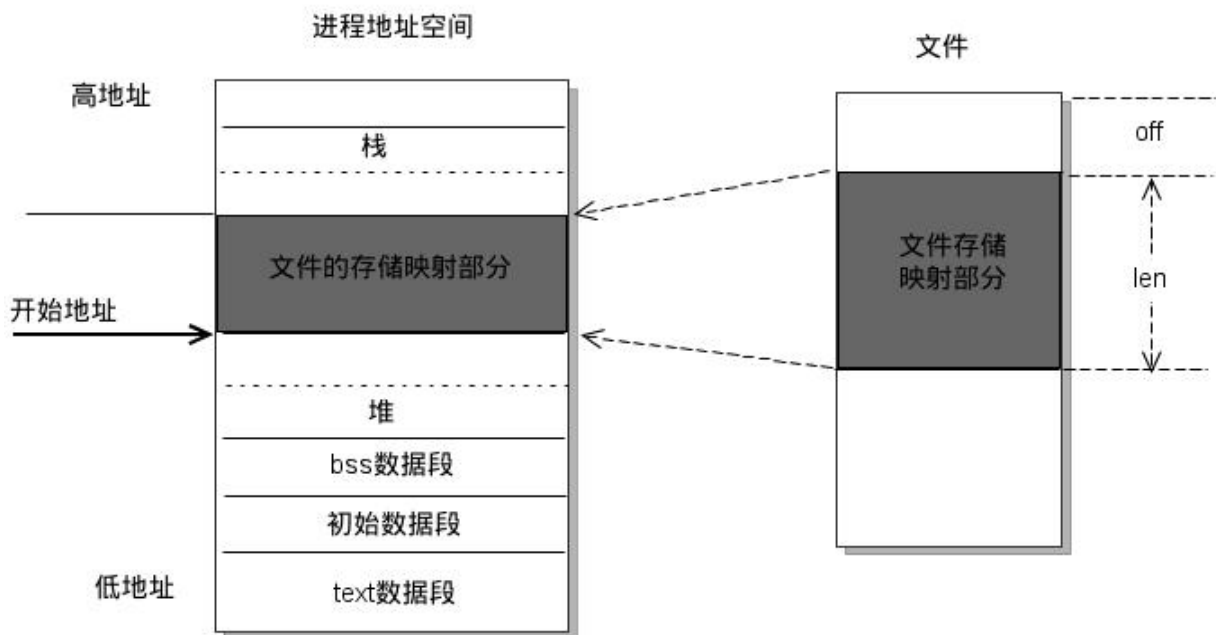 进程地址空间
文件
高地址
off
栈
文件的存储映射部分
文件存储
映射部分
len
开始地址
堆
bss数据段
初始数据段
低地址
text数据段